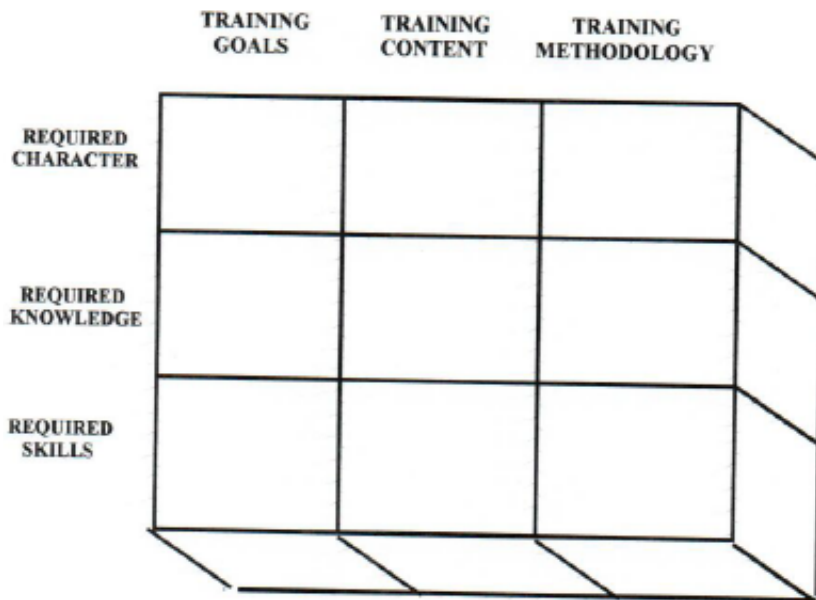 TRAINING
GOALS
TRAINING
CONTENT
TRAINING
METHODOLOGY
REQUIRED
CHARACTER
REQUIRED
KNOWLEDGE
REQUIRED
SKILLS